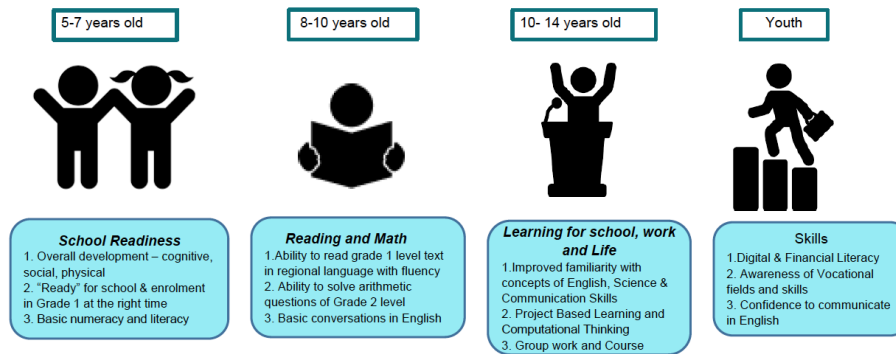 5-7 years old
8-10 years old
10- 14 years old
Youth
School Readiness
1. Overall development – cognitive,
social, physical
2. “Ready” for school & enrolment
in Grade 1 at the right time
3. Basic numeracy and literacy
Reading and Math
1.Ability to read grade 1 level text
in regional language with fluency
2. Ability to solve arithmetic
questions of Grade 2 level
3. Basic conversations in English
Learning for school, work
and Life
1.Improved familiarity with
concepts of English, Science &
Communication Skills
2. Project Based Learning and
Computational Thinking
3. Group work and Course
Skills
1.Digital & Financial Literacy
2. Awareness of Vocational
fields and skills
3. Confidence to communicate
in English